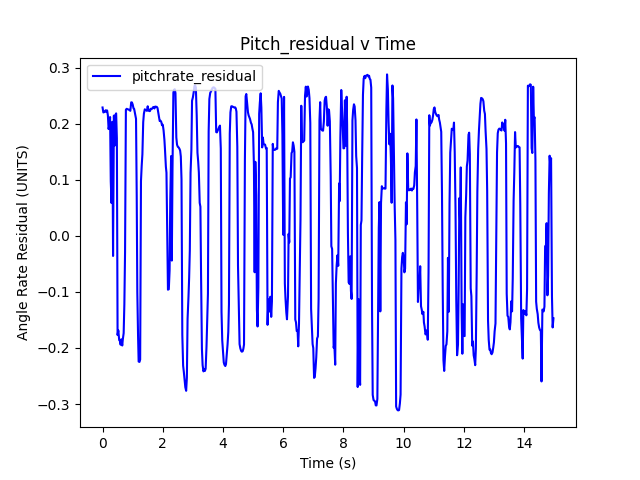 Pitch_residual v Time
pitchrate_residual
Angle Rate Residual (UNITS)
0.3
0.2
0.1
0.0
−0.1
−0.2
−0.3
0 2 4 6 8 10 12 14
Time (s)